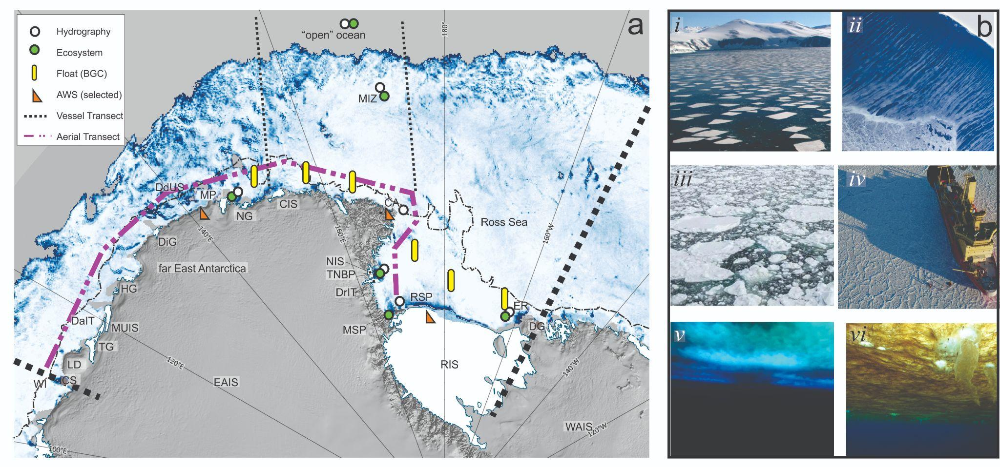 a
Hydrography
Ecosystem
Float (BGC)
AWS (selected)
Vessel Transect
Aerial Transect
“open” ocean
180°
MIZ
DdUS
MP
NG
CIS
CA
Ross Sea
140°E
160°E
160°W
DiG
far East Antarctica
NIS
TNBP
DrIT
HG
RSP
ER
DalT
MUIS
MSP
DG
TG
LD
120°E
RIS
140°W
WI
CS
EAIS
WAIS
120°W
100°E
b
i
ii
iii
iv
v
vi